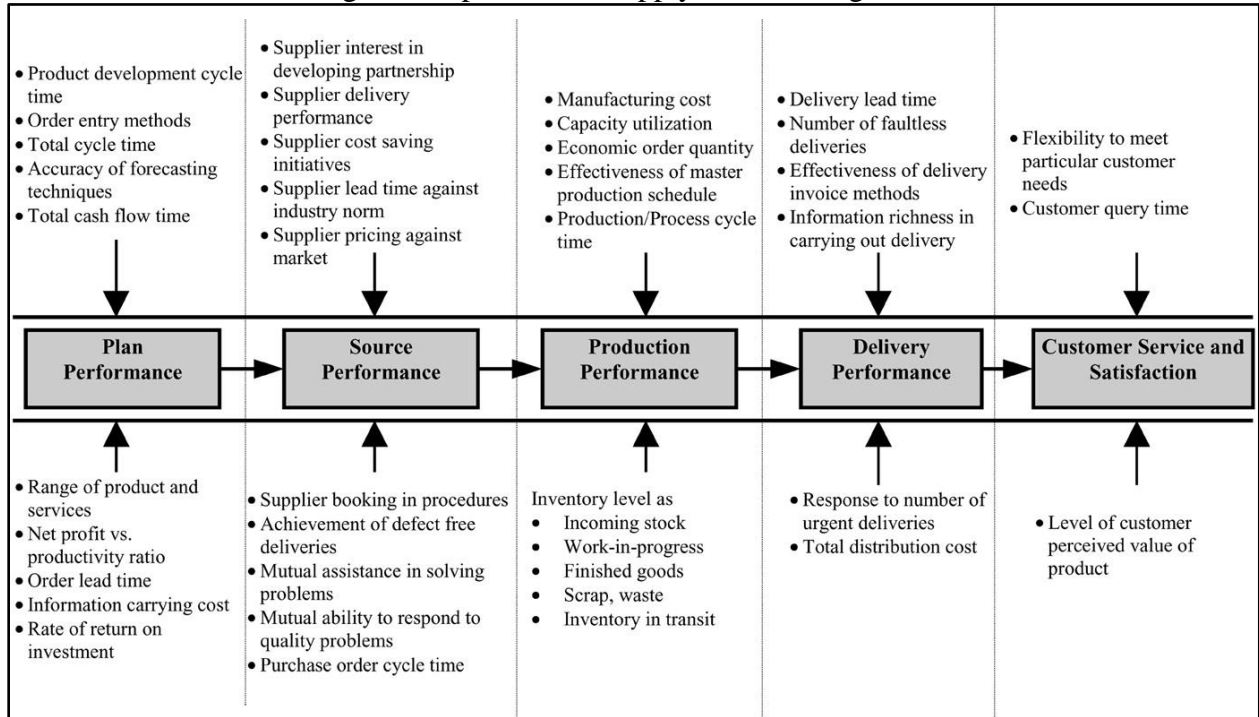 • Product development cycle
time
• Order entry methods
• Total cycle time
• Accuracy of forecasting
techniques
• Total cash flow time
• Supplier interest in
developing partnership
• Supplier delivery
performance
• Supplier cost saving
initiatives
• Supplier lead time against
industry norm
• Supplier pricing against
market
• Manufacturing cost
• Capacity utilization
• Economic order quantity
• Effectiveness of master
production schedule
• Production/Process cycle
time
• Delivery lead time
• Number of faultless
deliveries
• Effectiveness of delivery
invoice methods
• Information richness in
carrying out delivery
• Flexibility to meet
particular customer
needs
• Customer query time
Plan
Performance
Source
Performance
Production
Performance
Delivery
Performance
Customer Service and
Satisfaction
• Range of product and
services
• Net profit vs.
productivity ratio
• Order lead time
• Information carrying cost
• Rate of return on
investment
• Supplier booking in procedures
• Achievement of defect free
deliveries
• Mutual assistance in solving
problems
• Mutual ability to respond to
quality problems
• Purchase order cycle time
Inventory level as
• Incoming stock
• Work-in-progress
• Finished goods
• Scrap, waste
• Inventory in transit
• Response to number of
urgent deliveries
• Total distribution cost
• Level of customer
perceived value of
product